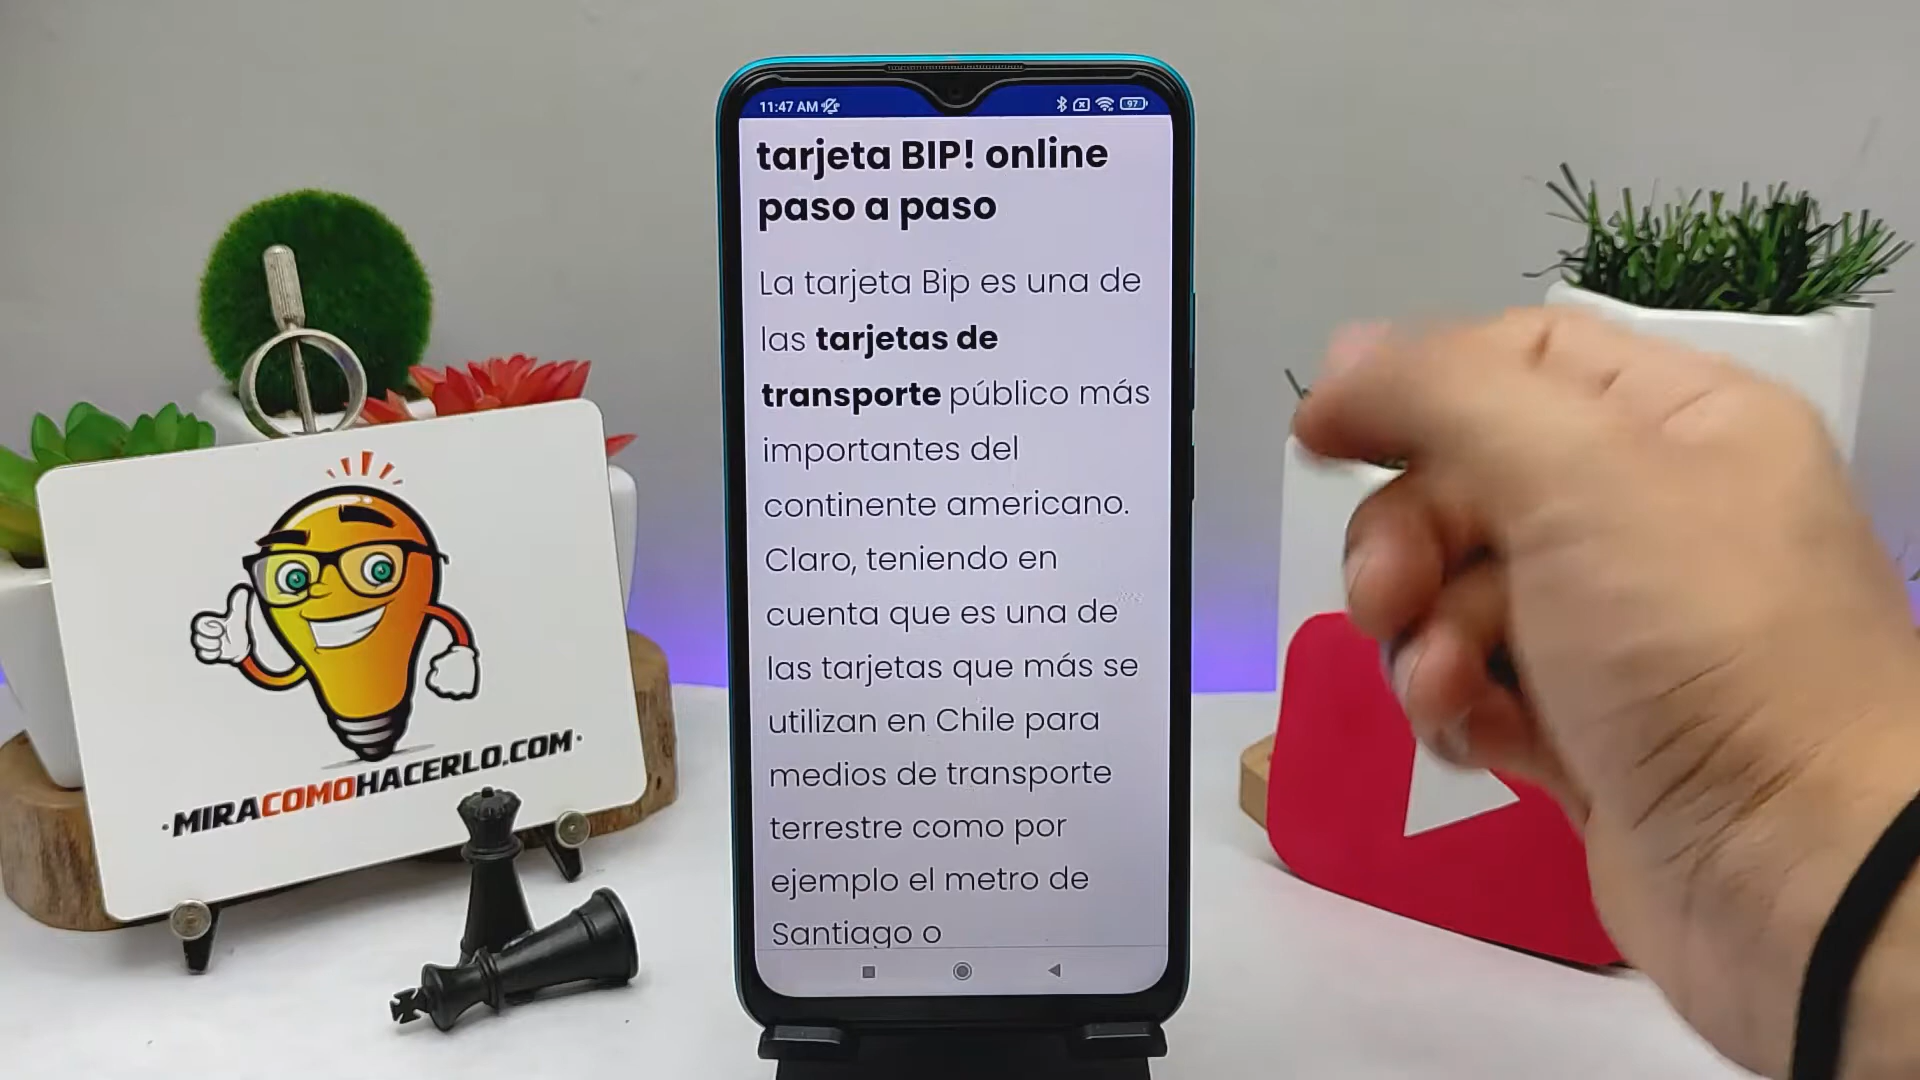 11:47 AM
97
tarjeta BIP! online
paso a paso
La tarjeta Bip es una de
las tarjetas de
transporte público más
importantes del
continente americano.
Claro, teniendo en
cuenta que es una de
las tarjetas que más se
utilizan en Chile para
medios de transporte
terrestre como por
ejemplo el metro de
Santiago o
·MIRACOMOHACERLO.COM·